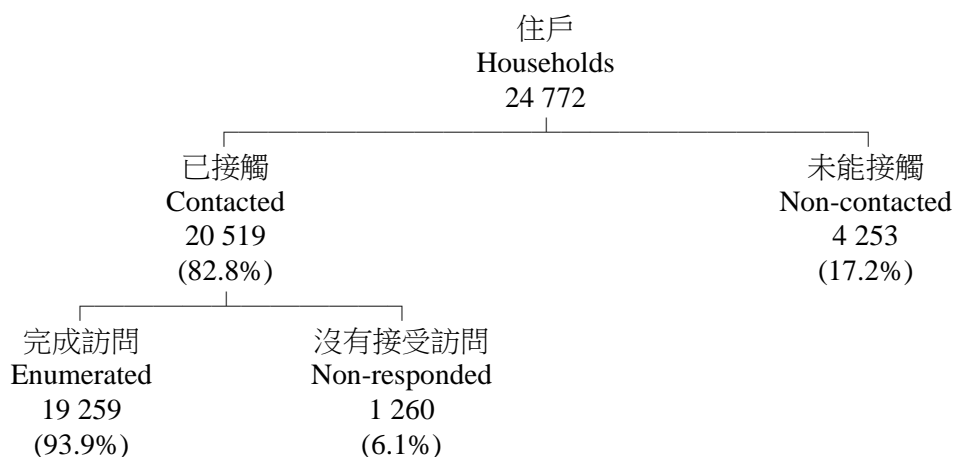 住戶
Households
24 772
已接觸
Contacted
20 519
(82.8%)
未能接觸
Non-contacted
4 253
(17.2%)
完成訪問
Enumerated
19 259
(93.9%)
沒有接受訪問
Non-responded
1 260
(6.1%)